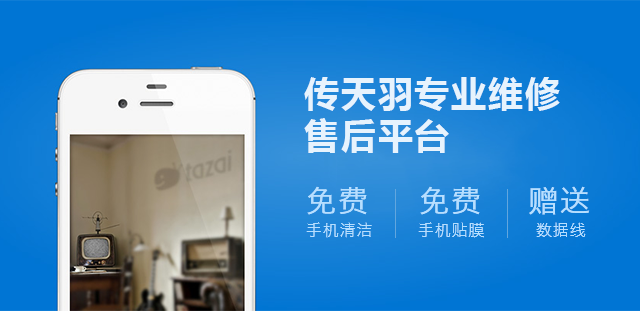 传天羽专业维修
售后平台
免费 免费 赠送
手机清洁 手机贴膜 数据线
tazai